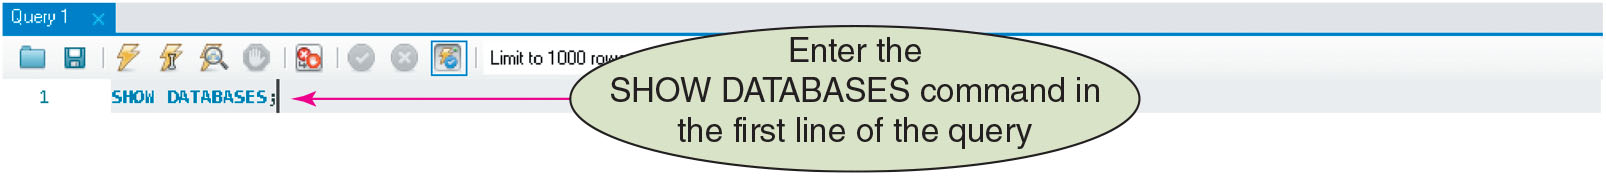 Query 1
Limit to 1000 rows
Enter the
SHOW DATABASES command in
the first line of the query
1 SHOW DATABASES;